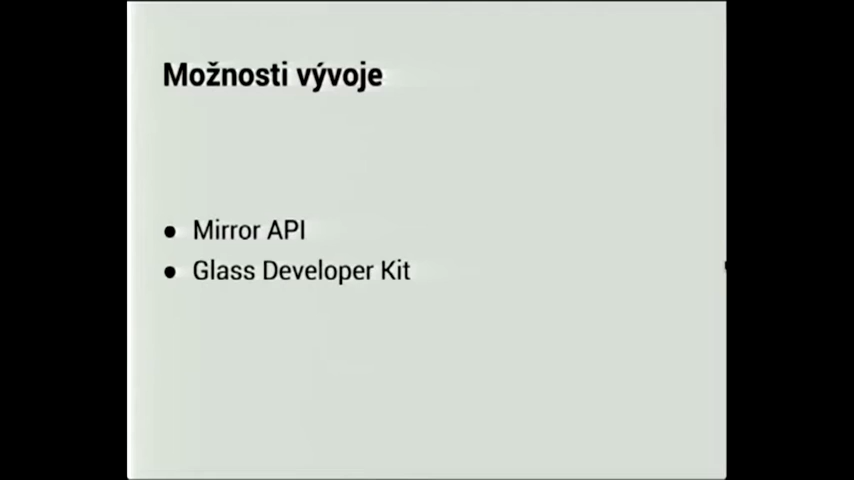 Možnosti vývoje
● Mirror API
● Glass Developer Kit